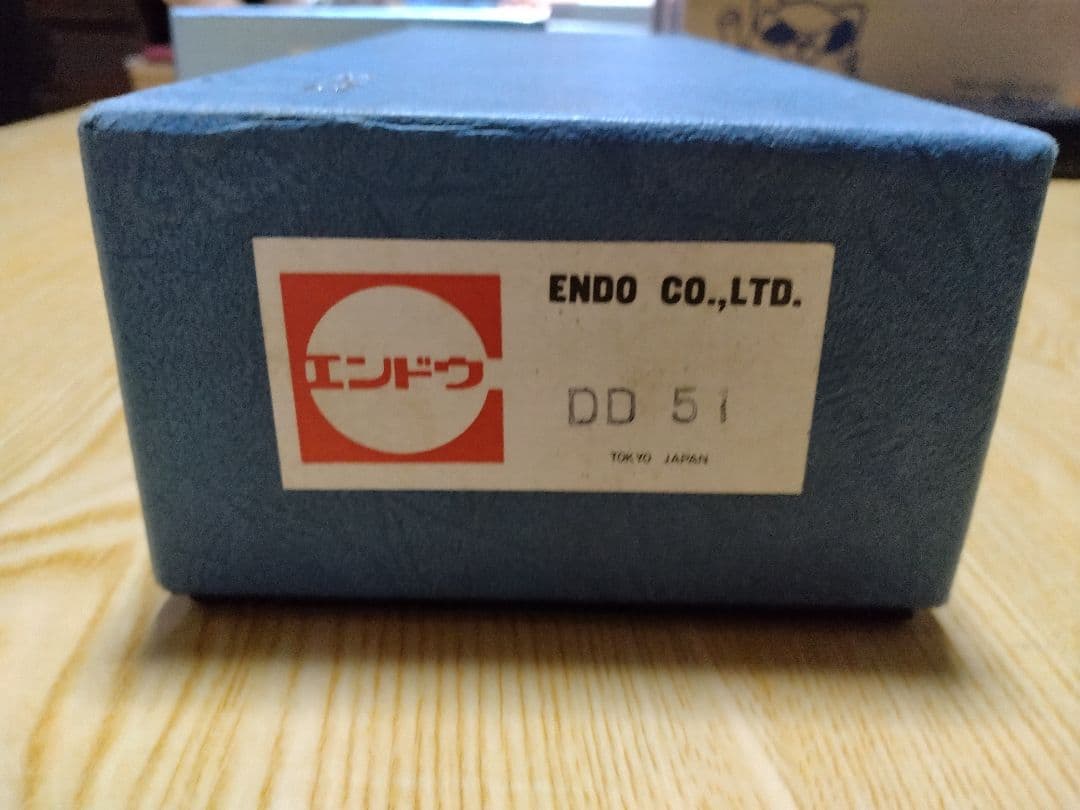 エンドウ
ENDO CO.,LTD.
DD 51
TOKYO JAPAN